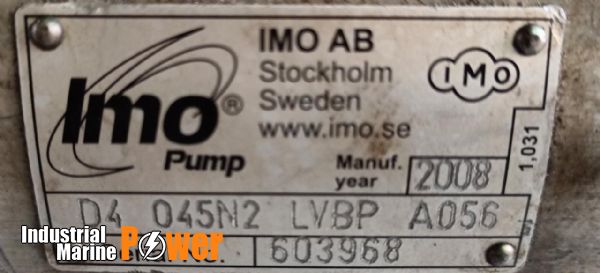 IMO AB
Stockholm
Sweden
www.imo.se
IMO
Imo®
Pump
Manuf.
year
2008
1,031
D4 045N2 LVBP A056
603968
Industrial
Marine
Power